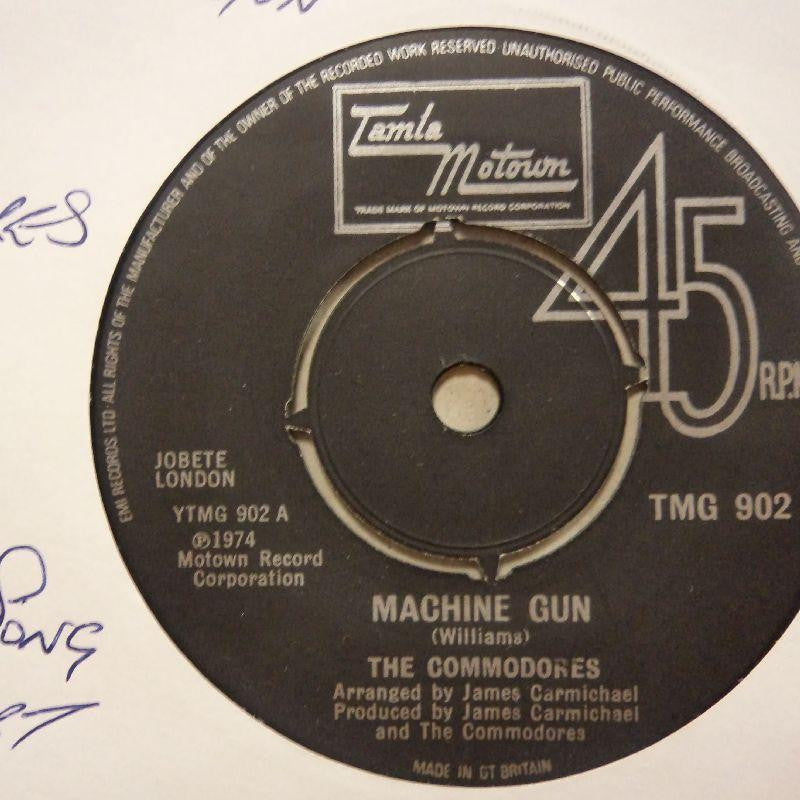 EMI RECORDS LTD · ALL RIGHTS OF THE MANUFACTURER AND OF THE OWNER OF THE RECORDED WORK RESERVED · UNAUTHORISED PUBLIC PERFORMANCE BROADCASTING AND
Tamla
Motown
TRADE MARK OF MOTOWN RECORD CORPORATION
45
R.P.M
JOBETE
LONDON
TMG 902
YTMG 902 A
℗1974
Motown Record
Corporation
MACHINE GUN
(Williams)
THE COMMODORES
Arranged by James Carmichael
Produced by James Carmichael
and The Commodores
MADE IN GT BRITAIN